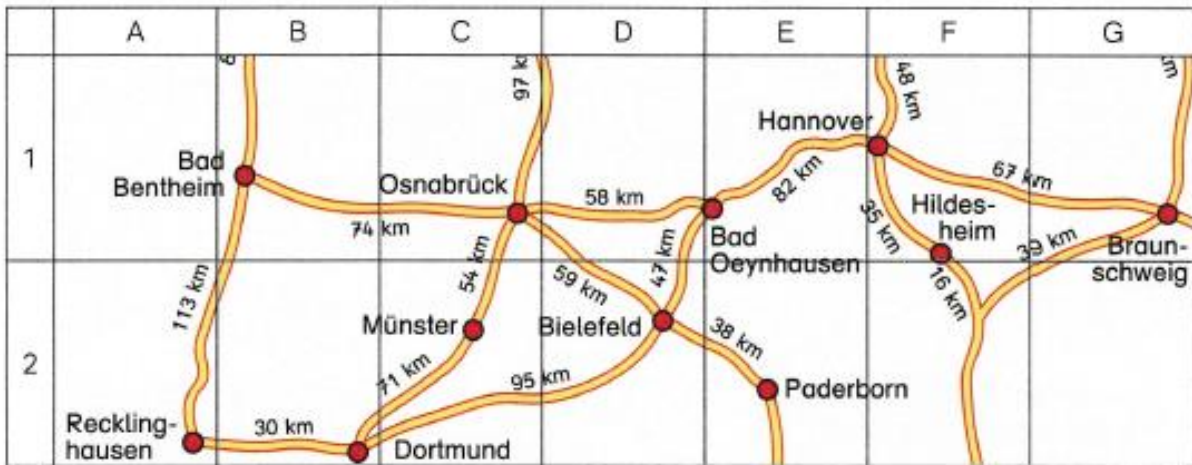 A B C D E F G
1
97 k
48 km
Hannover
Bad
Bentheim
Osnabrück
58 km
82 km
67 km
74 km
35 km
Hildes-
heim
Bad
Oeynhausen
39 km
Braun-
schweig
2
113 km
54 km
59 km
47 km
16 km
Münster
Bielefeld
38 km
71 km
95 km
Paderborn
Reckling-
hausen
30 km
Dortmund